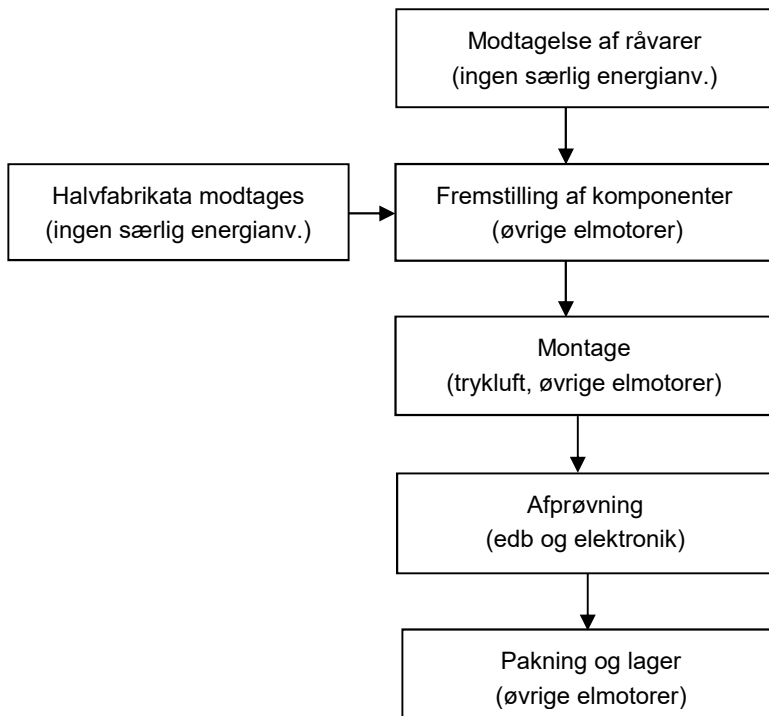 Modtagelse af råvarer
(ingen særlig energianv.)
Halvfabrikata modtages
(ingen særlig energianv.)
Fremstilling af komponenter
(øvrige elmotorer)
Montage
(trykluft, øvrige elmotorer)
Afprøvning
(edb og elektronik)
Pakning og lager
(øvrige elmotorer)